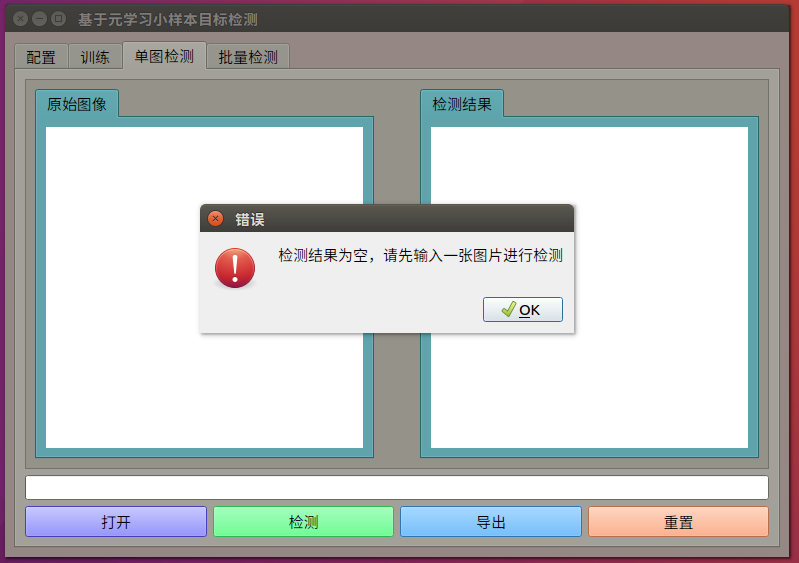 基于元学习小样本目标检测
配置 训练 单图检测 批量检测
原始图像 检测结果
错误
检测结果为空，请先输入一张图片进行检测
OK
打开 检测 导出 重置